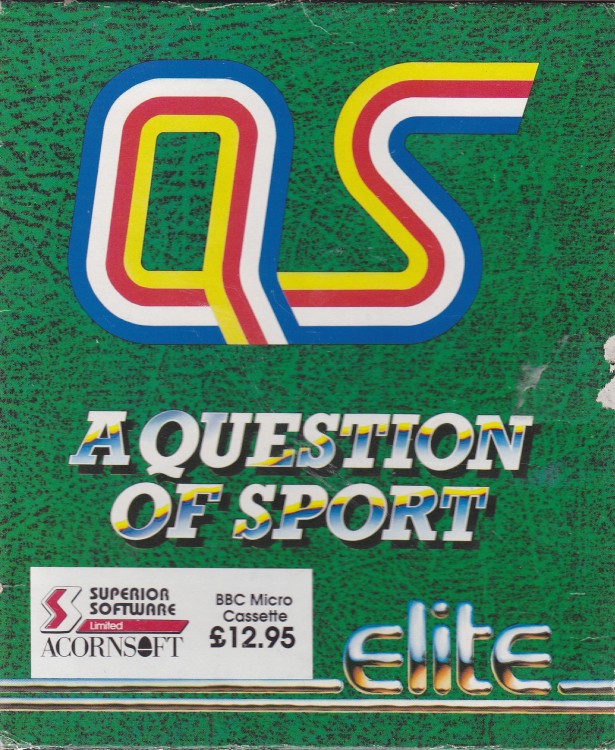 QS
A QUESTION
OF SPORT
SUPERIOR
SOFTWARE
Limited
ACORNSOFT
BBC Micro
Cassette
£12.95
elite